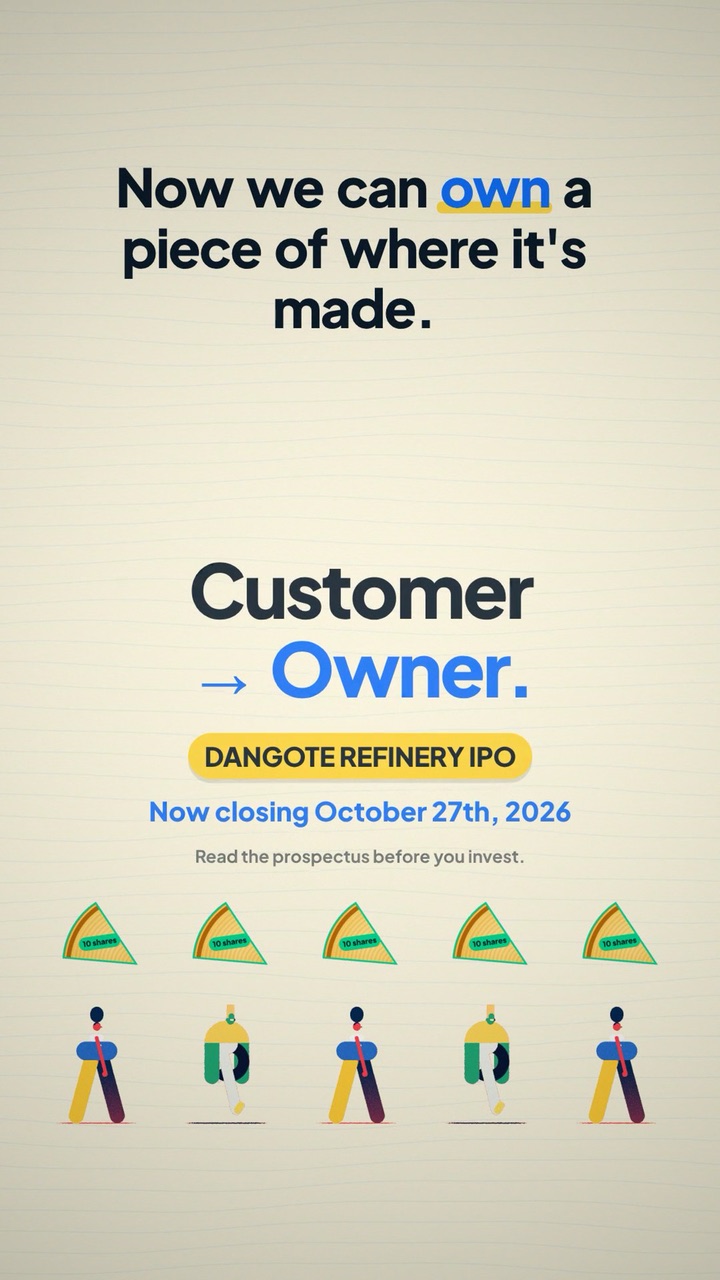 Now we can own a
piece of where it's
made.
Customer
→ Owner.
DANGOTE REFINERY IPO
Now closing October 27th, 2026
Read the prospectus before you invest.
10 shares 10 shares 10 shares 10 shares 10 shares